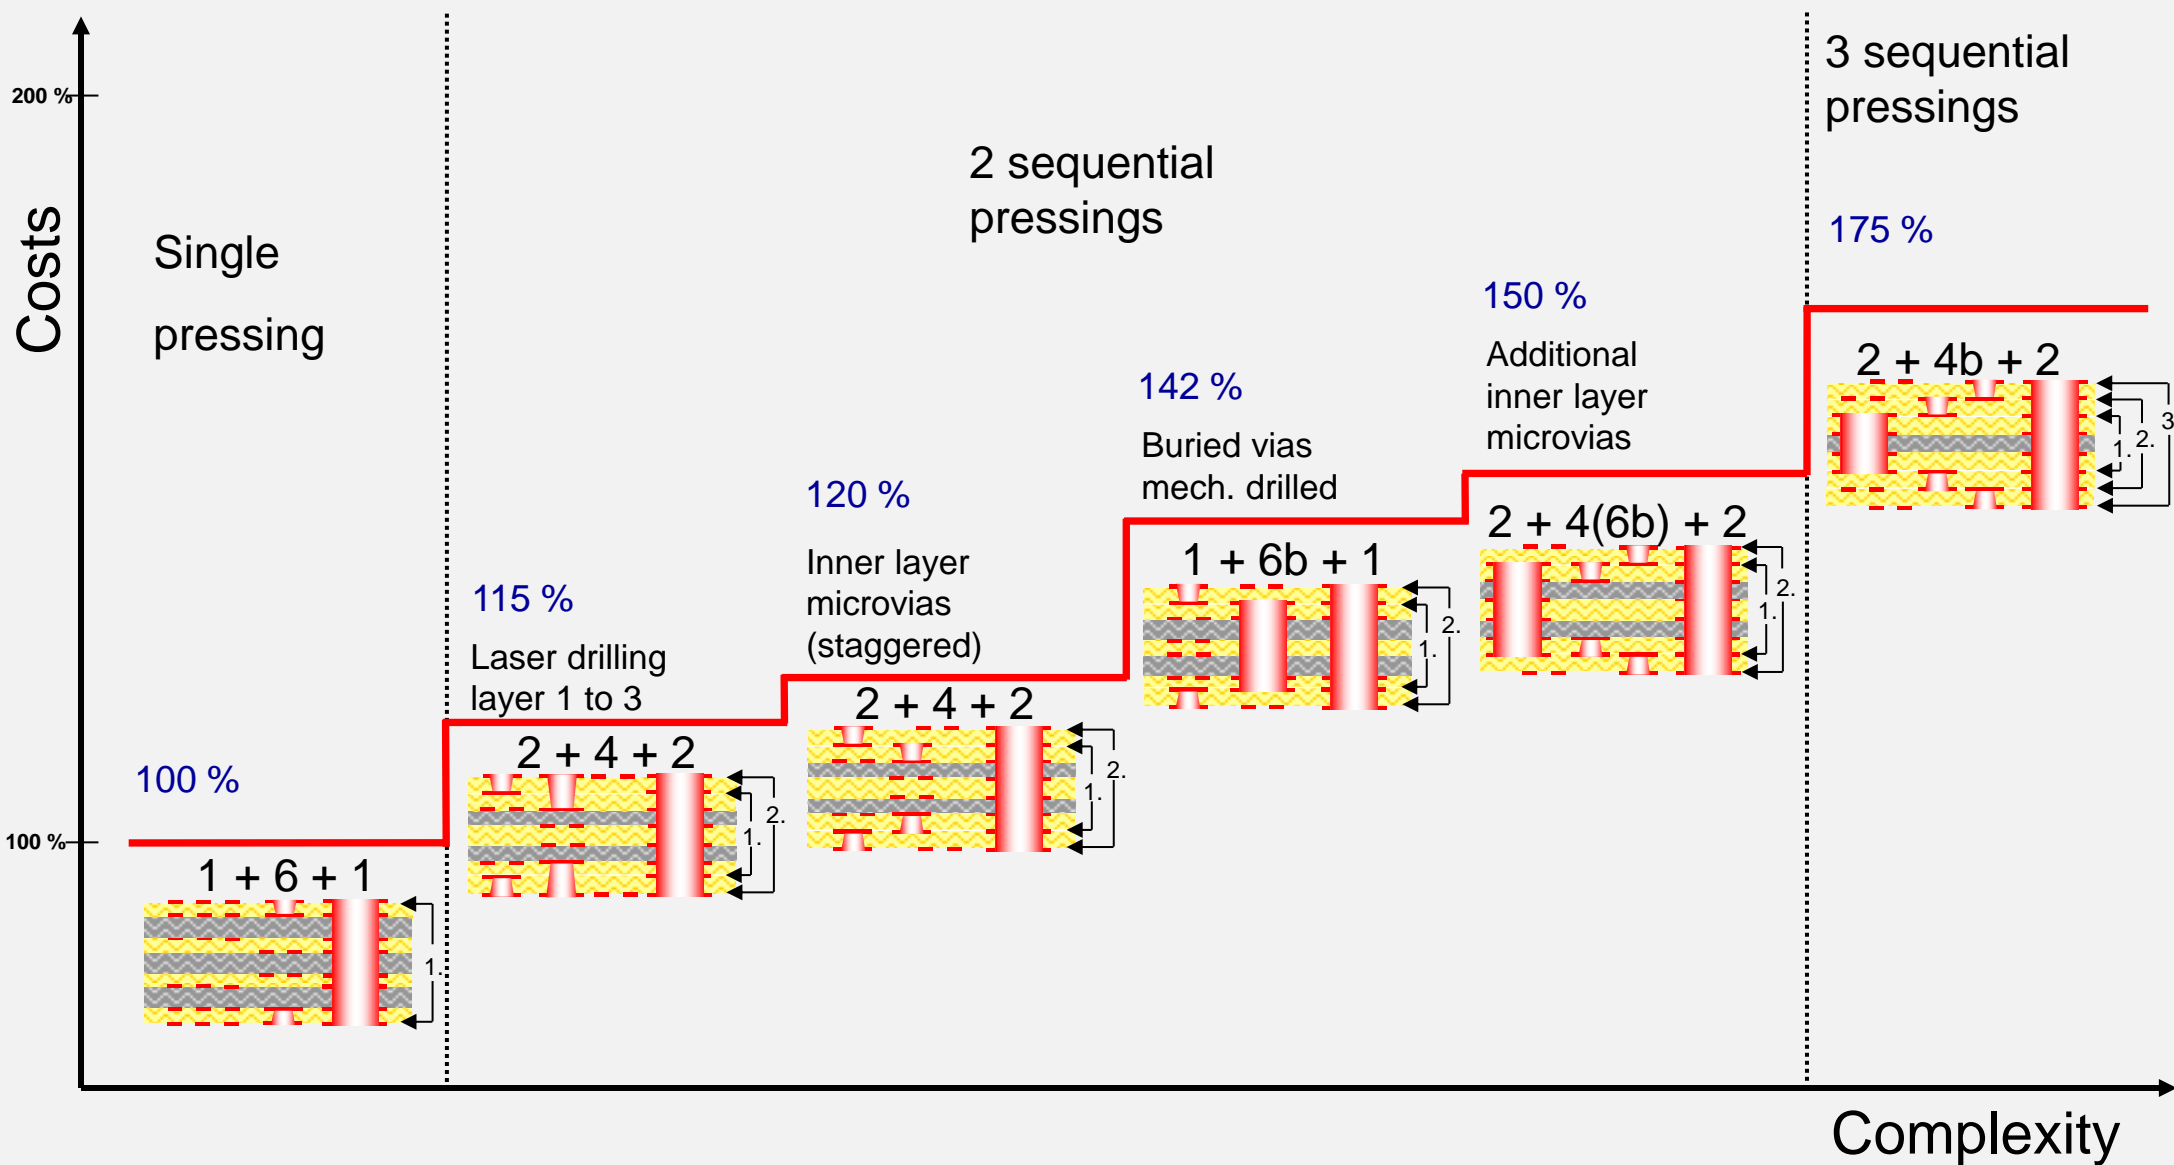 3 sequential
pressings
200 %
2 sequential
pressings
Costs
Single
pressing
175 %
150 %
Additional
inner layer
microvias
2 + 4b + 2
1.
2.
3
142 %
Buried vias
mech. drilled
120 %
Inner layer
microvias
(staggered)
2 + 4(6b) + 2
1.
2.
1 + 6b + 1
1.
2.
115 %
Laser drilling
layer 1 to 3
2 + 4 + 2
1.
2.
2 + 4 + 2
1.
2.
100 %
100 %
1 + 6 + 1
1.
Complexity